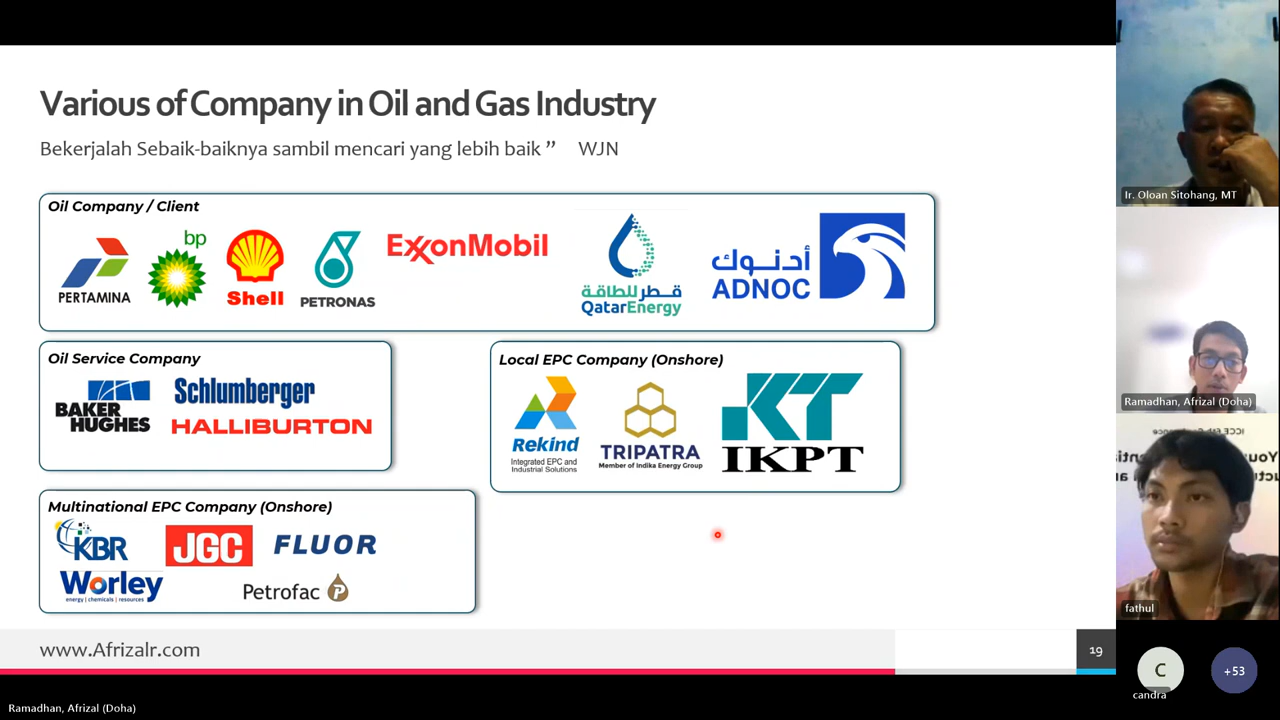 Various of Company in Oil and Gas Industry
Bekerjalah Sebaik-baiknya sambil mencari yang lebih baik ” WJN
Oil Company / Client
PERTAMINA
bp
Shell
PETRONAS
ExxonMobil
قطر للطاقة
QatarEnergy
أدنوك
ADNOC
Oil Service Company
BAKER
HUGHES
Schlumberger
HALLIBURTON
Local EPC Company (Onshore)
Rekind
Integrated EPC and
Industrial Solutions
TRIPATRA
Member of Indika Energy Group
KT
IKPT
Multinational EPC Company (Onshore)
KBR
JGC
FLUOR
Worley
energy | chemicals | resources
Petrofac
www.Afrizalr.com
19
Ramadhan, Afrizal (Doha)
Ir. Oloan Sitohang, MT
Ramadhan, Afrizal (Doha)
fathul
C
candra
+53